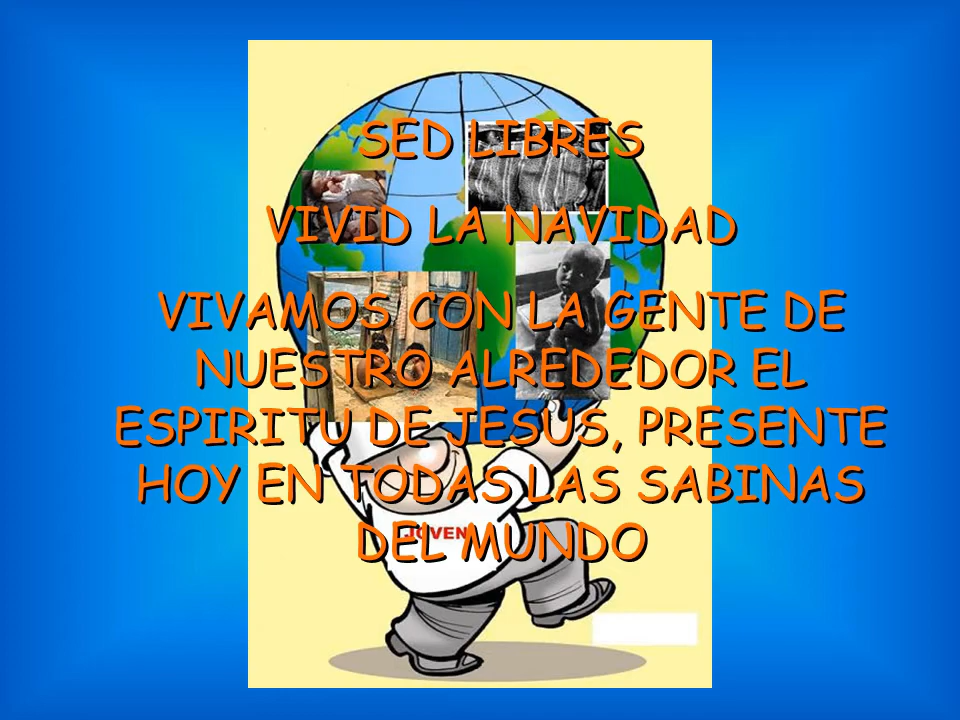 SED LIBRES
VIVID LA NAVIDAD
VIVAMOS CON LA GENTE DE
NUESTRO ALREDEDOR EL
ESPIRITU DE JESUS, PRESENTE
HOY EN TODAS LAS SABINAS
DEL MUNDO
JOVEN